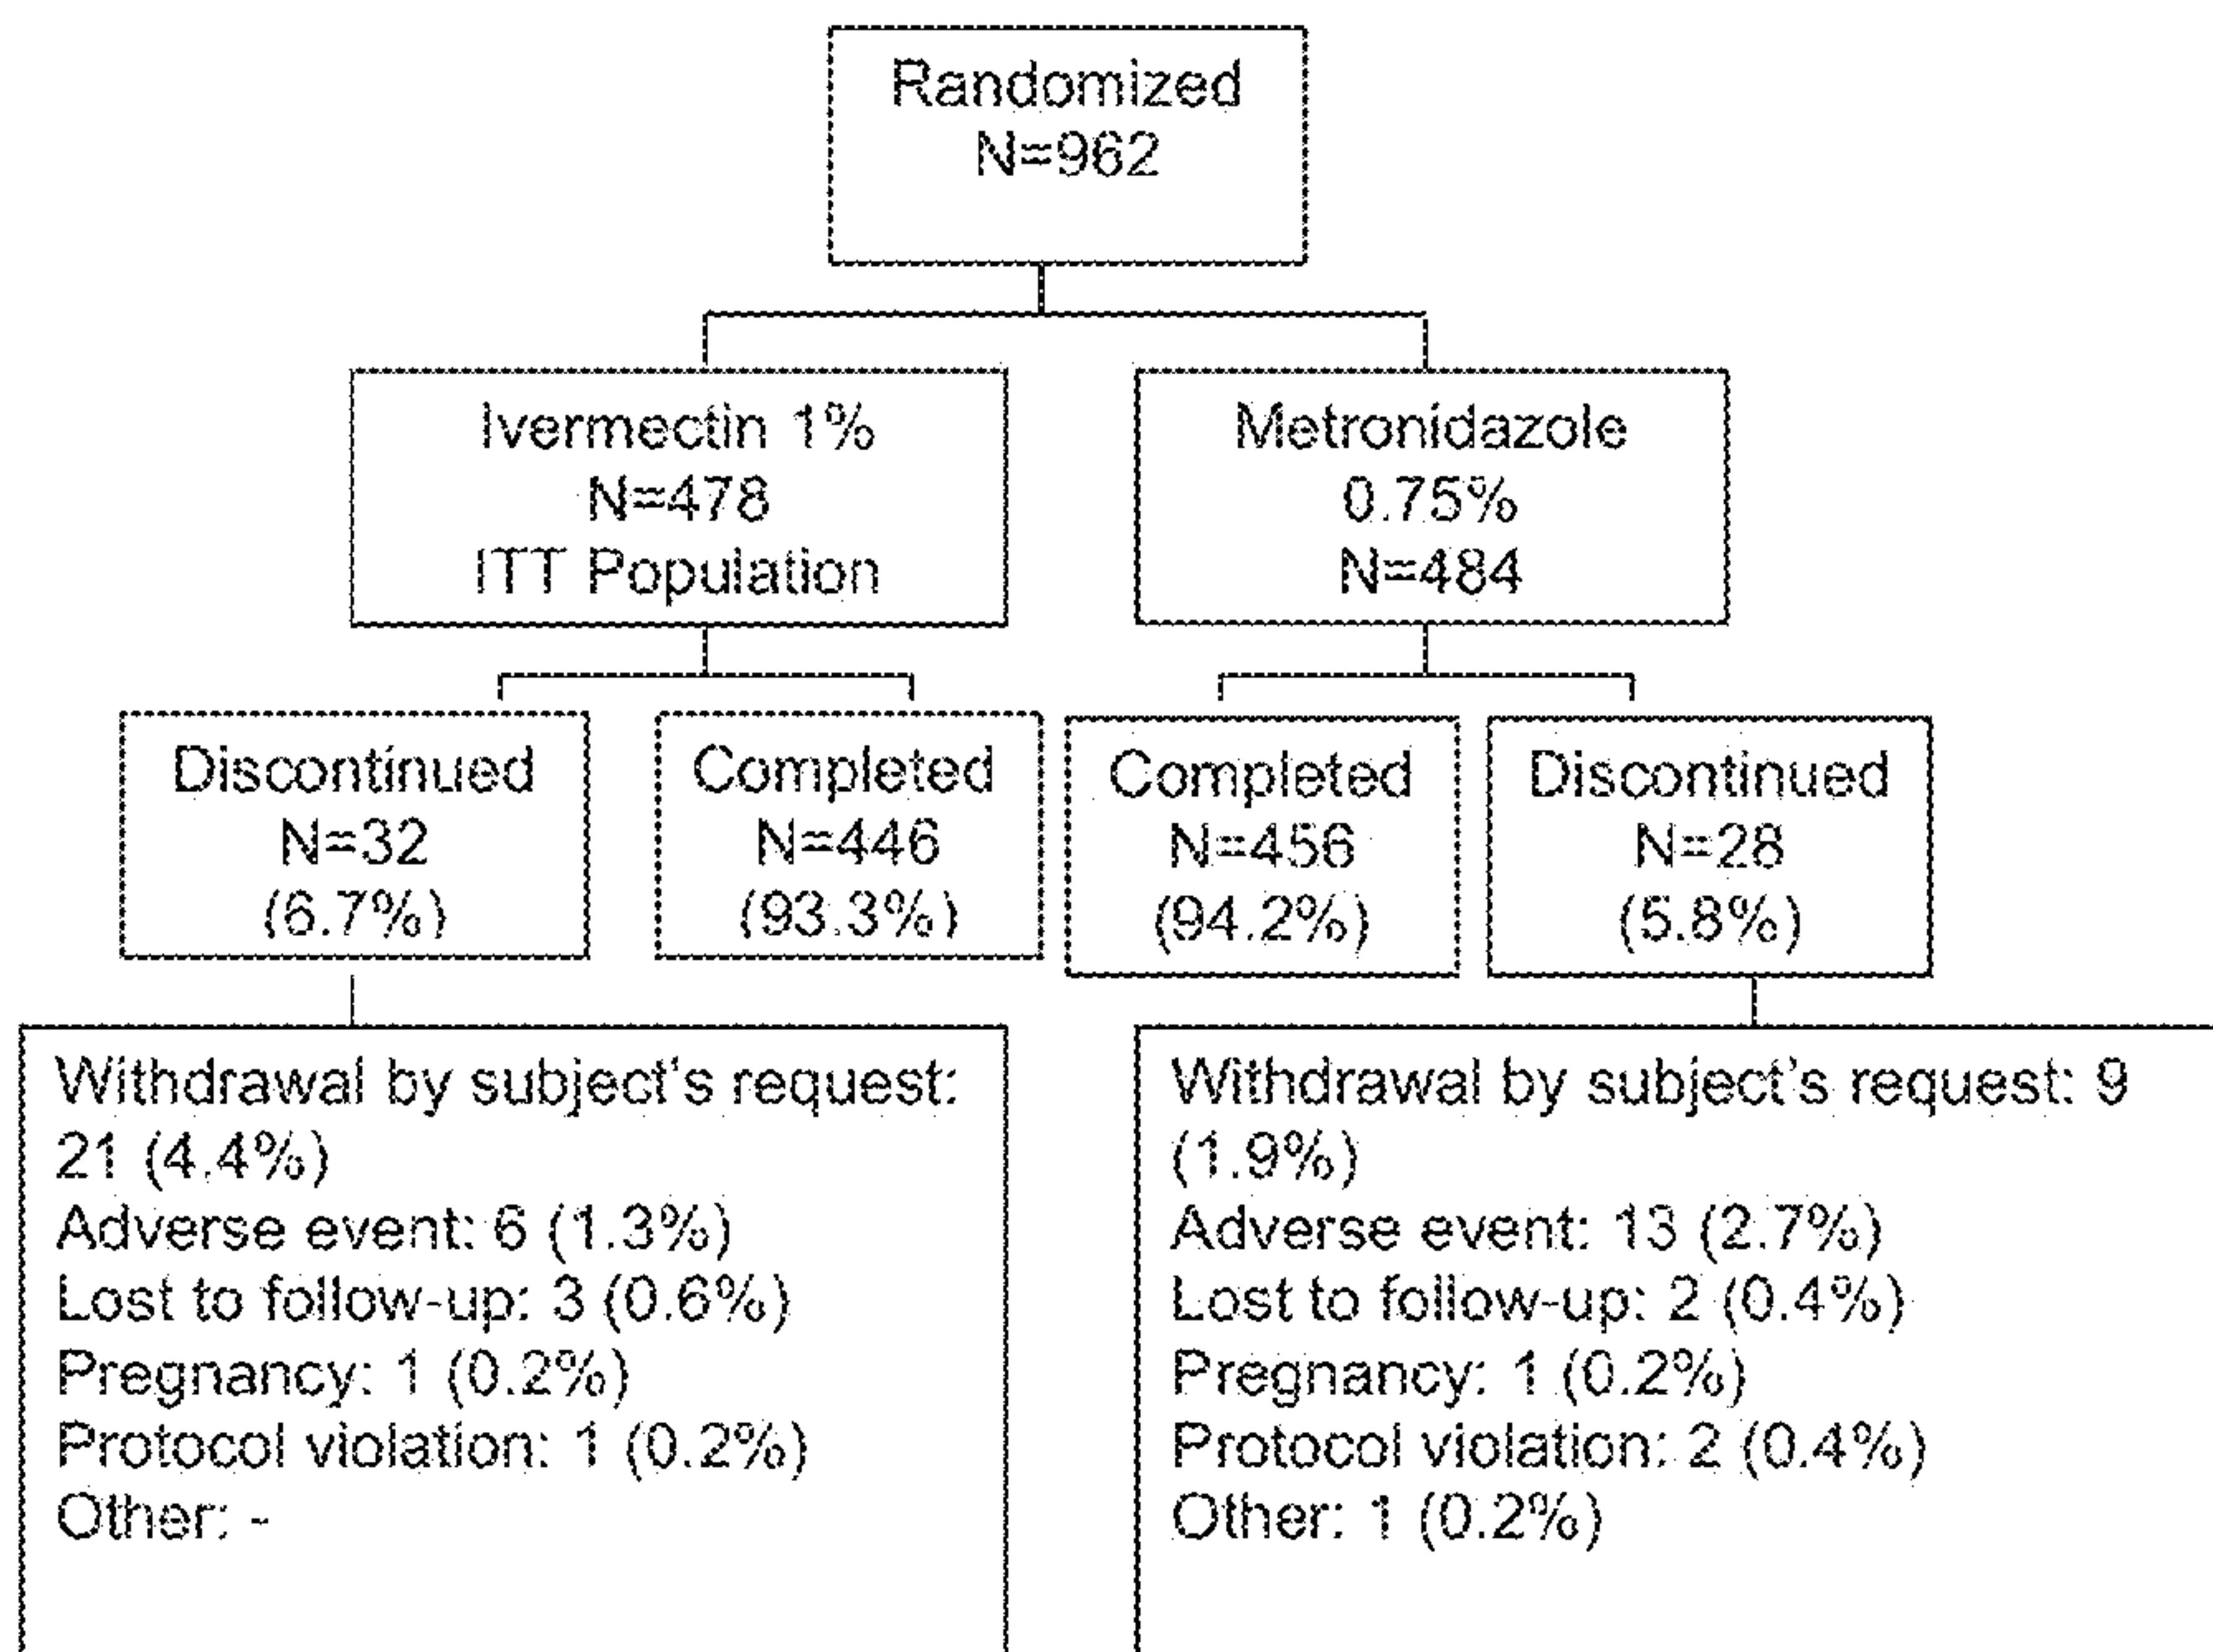 Randomized
N=962
Ivermectin 1%
N=478
ITT Population
Metronidazole
0.75%
N=484
Discontinued
N=32
(6.7%)
Completed
N=446
(93.3%)
Completed
N=456
(94.2%)
Discontinued
N=28
(5.8%)
Withdrawal by subject's request:
21 (4.4%)
Adverse event: 6 (1.3%)
Lost to follow-up: 3 (0.6%)
Pregnancy: 1 (0.2%)
Protocol violation: 1 (0.2%)
Other: -
Withdrawal by subject's request: 9
(1.9%)
Adverse event: 13 (2.7%)
Lost to follow-up: 2 (0.4%)
Pregnancy: 1 (0.2%)
Protocol violation: 2 (0.4%)
Other: 1 (0.2%)